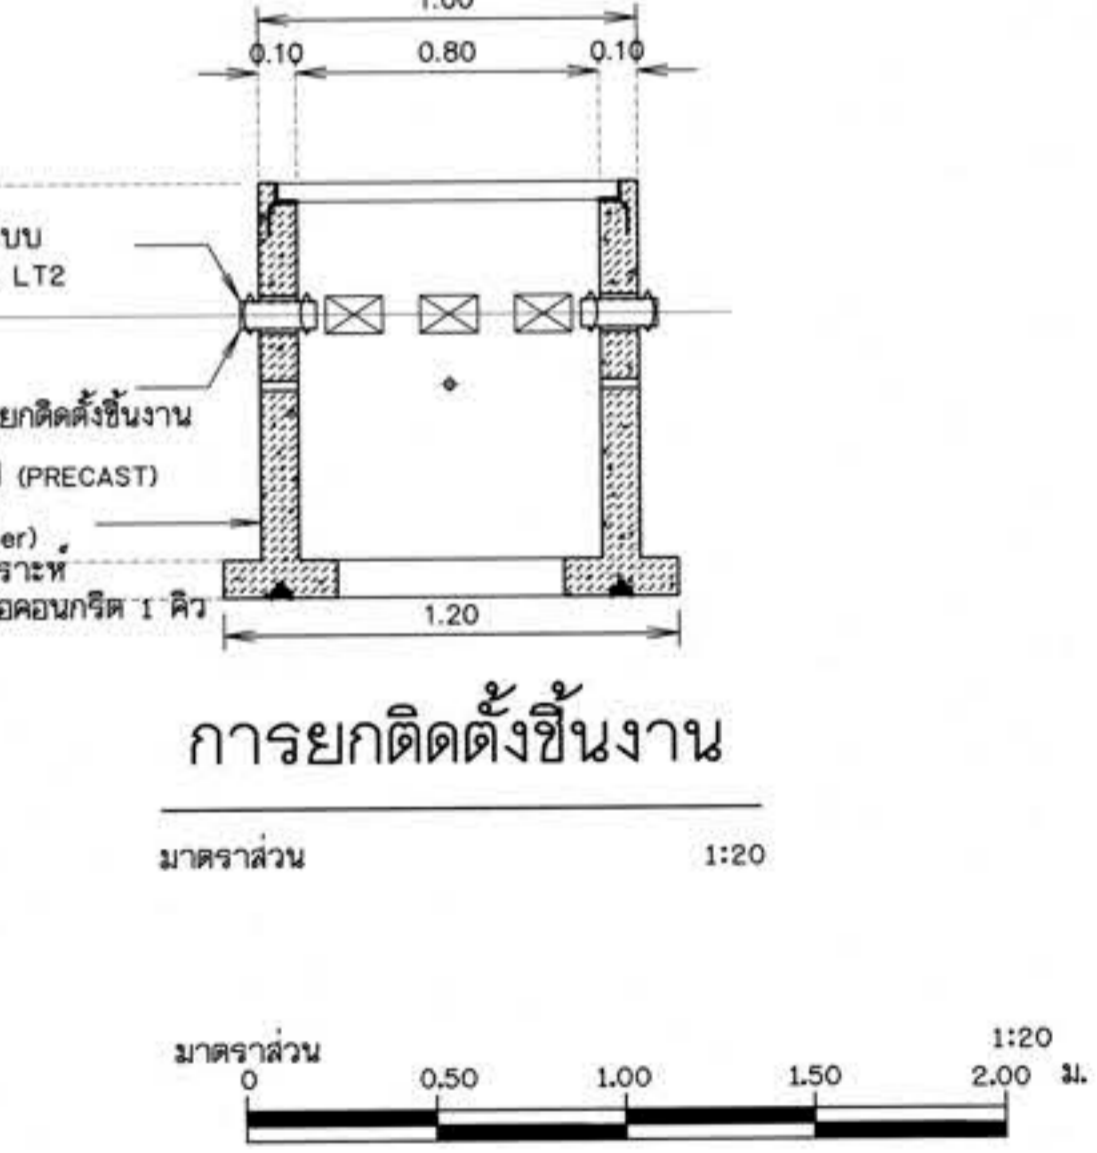 1.00
0.10 0.80 0.10
บบ
LT2
ยกติดตั้งชิ้นงาน
(PRECAST)
er)
ราะห์
อคอนกรีต 1 คิว
1.20
การยกติดตั้งชิ้นงาน
มาตราส่วน 1:20
มาตราส่วน 1:20
0 0.50 1.00 1.50 2.00 ม.